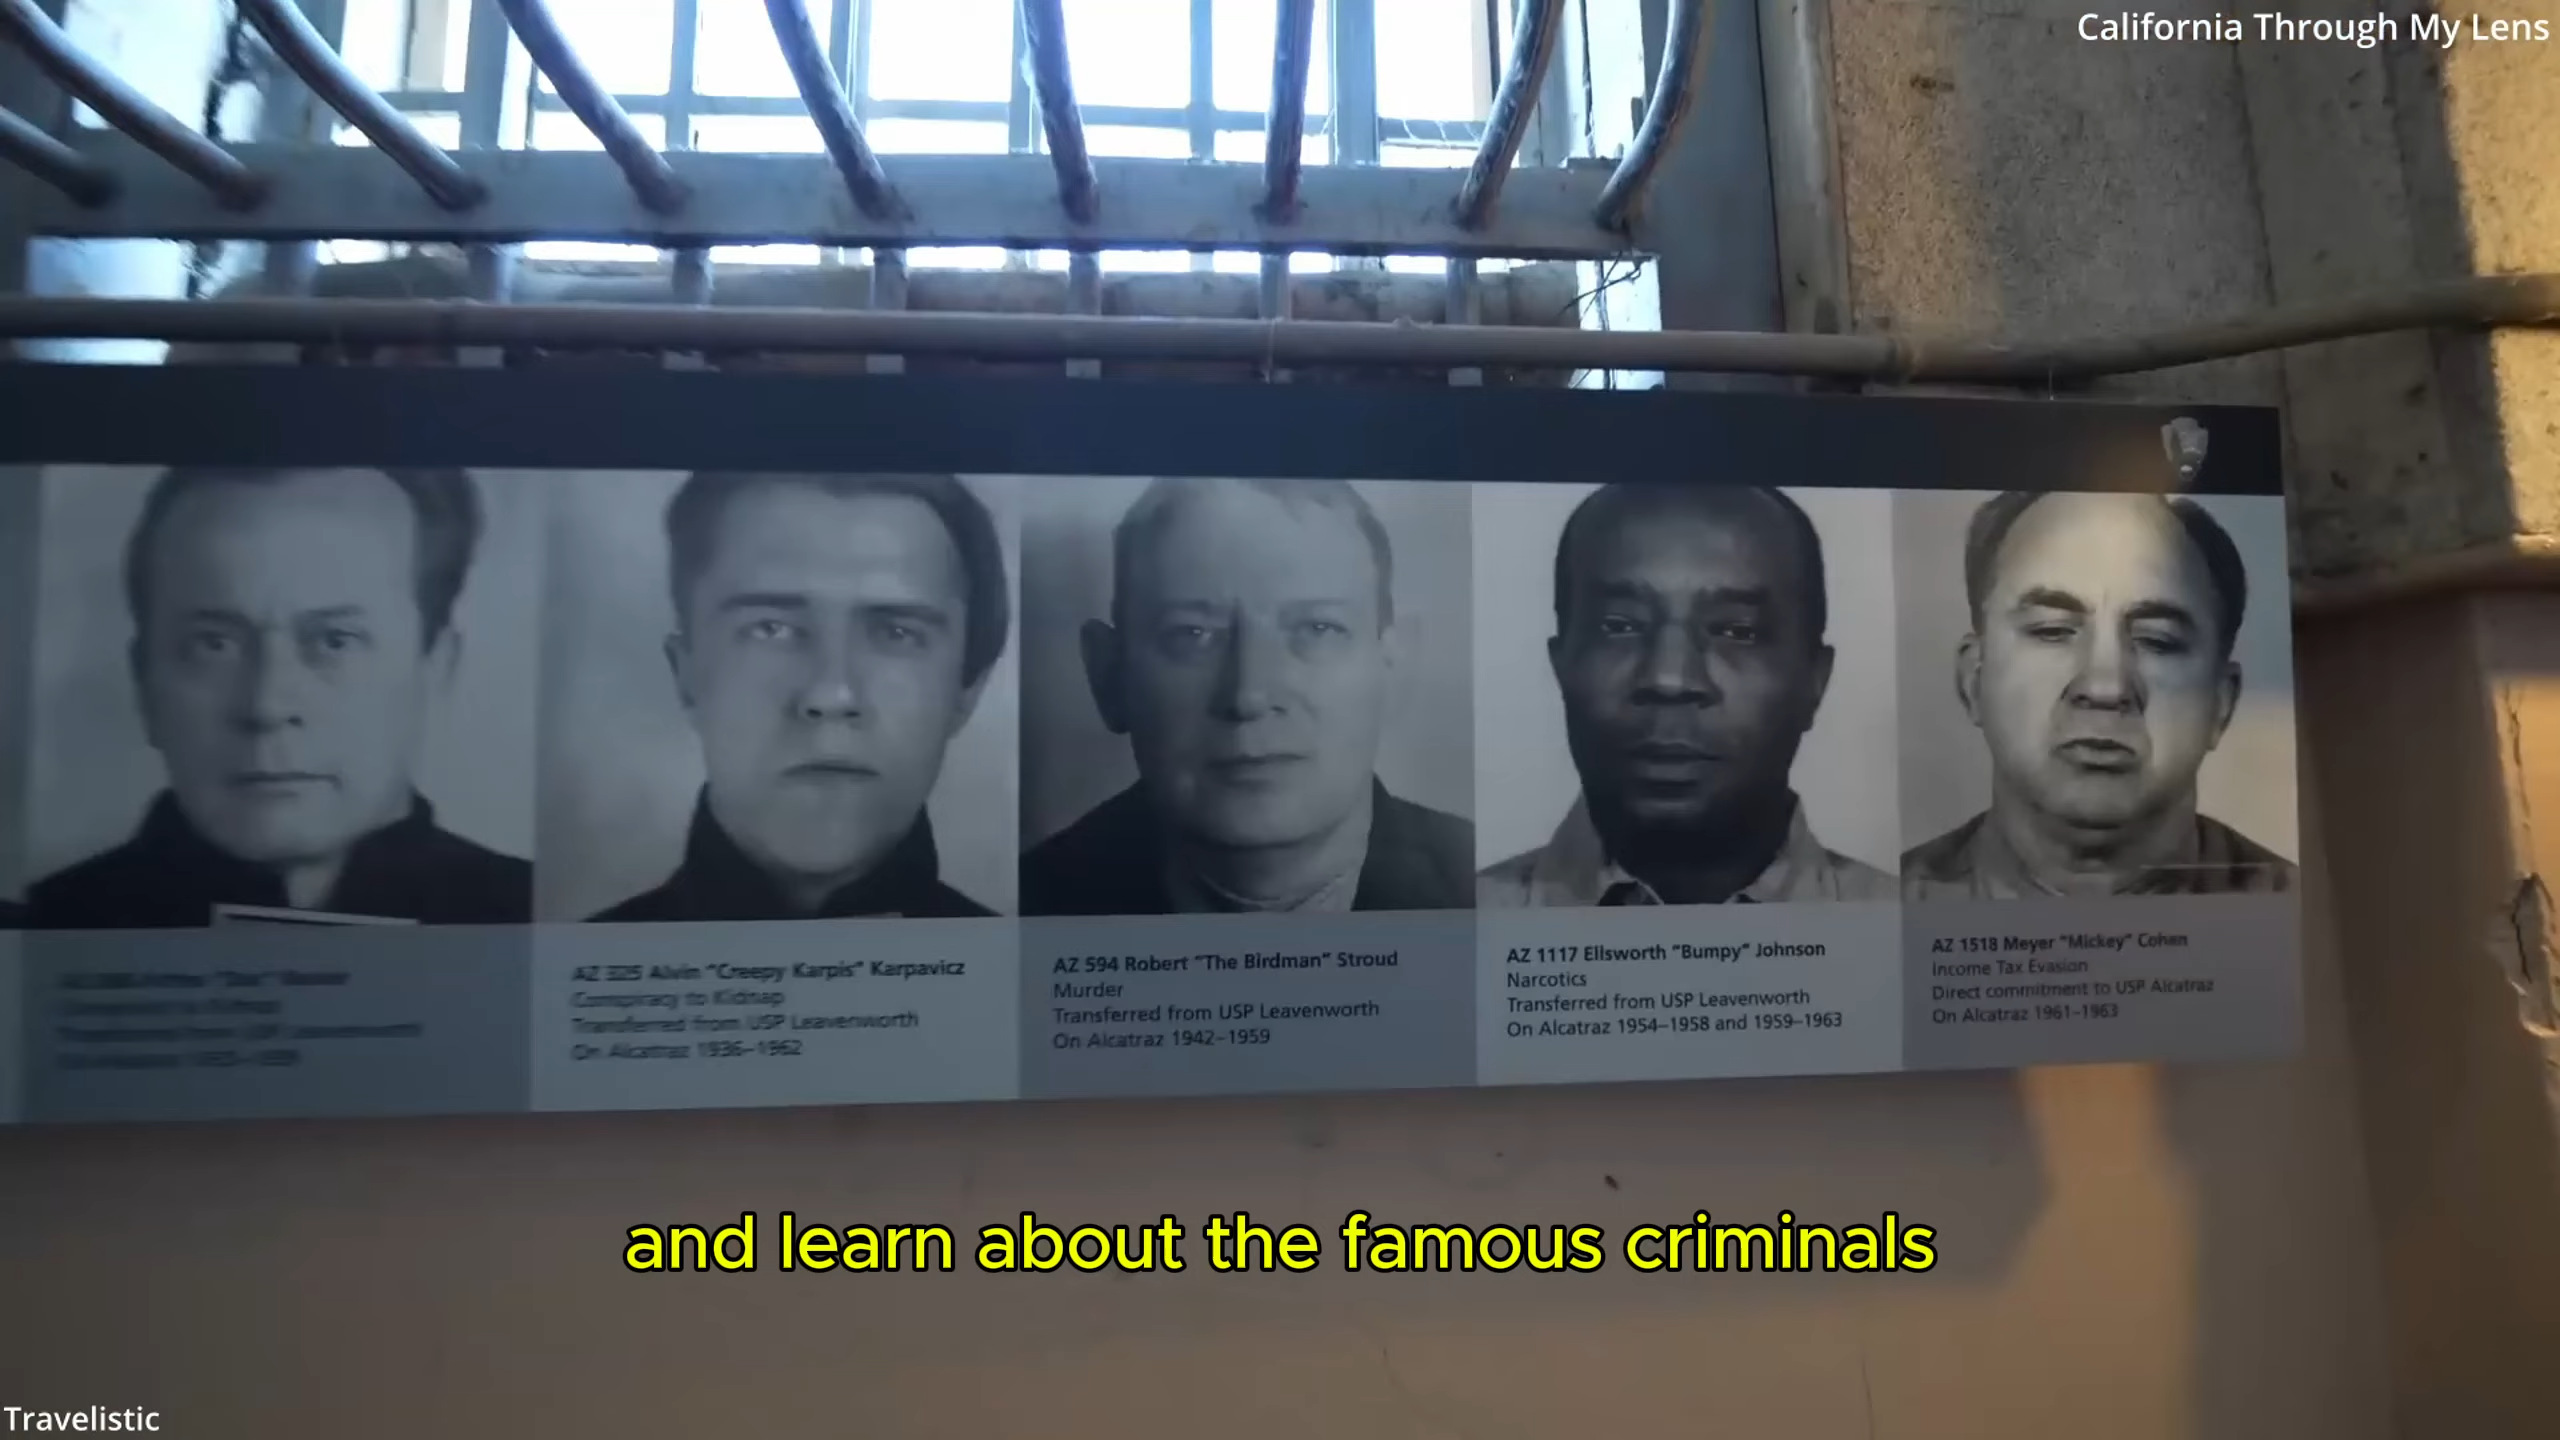 California Through My Lens
AZ 325 Alvin "Creepy Karpis" Karpavicz
Conspiracy to Kidnap
Transferred from USP Leavenworth
On Alcatraz 1936–1962
AZ 594 Robert "The Birdman" Stroud
Murder
Transferred from USP Leavenworth
On Alcatraz 1942–1959
AZ 1117 Ellsworth "Bumpy" Johnson
Narcotics
Transferred from USP Leavenworth
On Alcatraz 1954–1958 and 1959–1963
AZ 1518 Meyer "Mickey" Cohen
Income Tax Evasion
Direct commitment to USP Alcatraz
On Alcatraz 1961–1963
and learn about the famous criminals
Travelistic